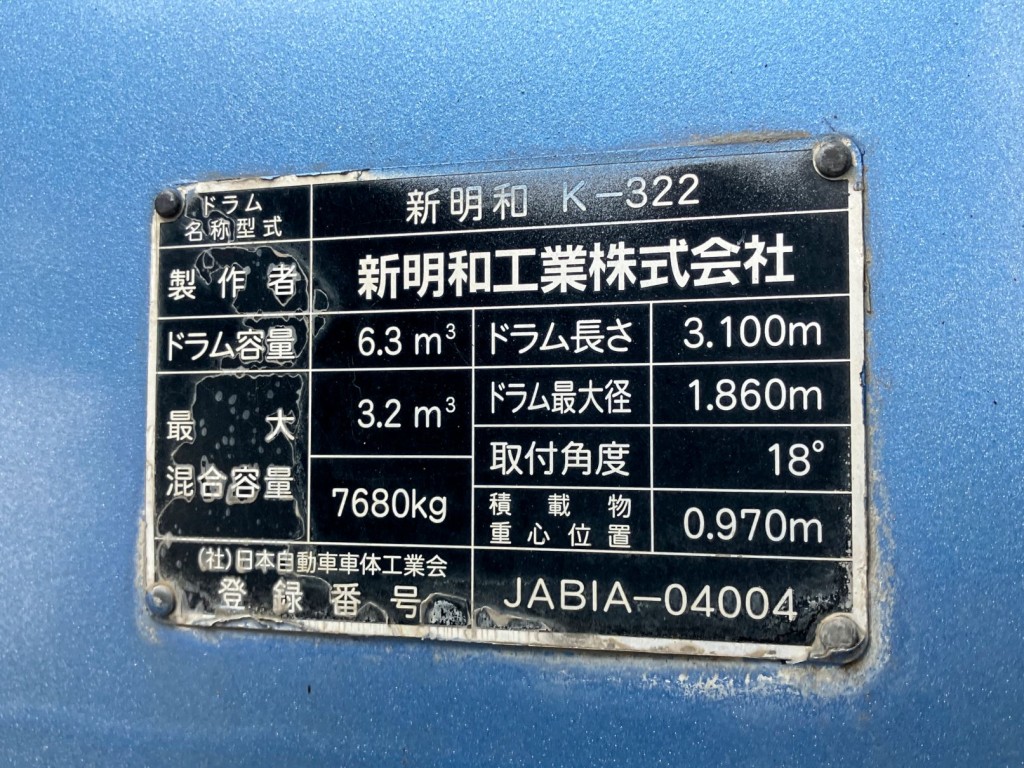 ドラム
名称型式
新明和 K-322
製作者
新明和工業株式会社
ドラム容量
6.3 m³
ドラム長さ
3.100m
最大
混合容量
3.2 m³
7680kg
ドラム最大径
1.860m
取付角度
18°
積載物
重心位置
0.970m
(社)日本自動車車体工業会
登録番号
JABIA-04004